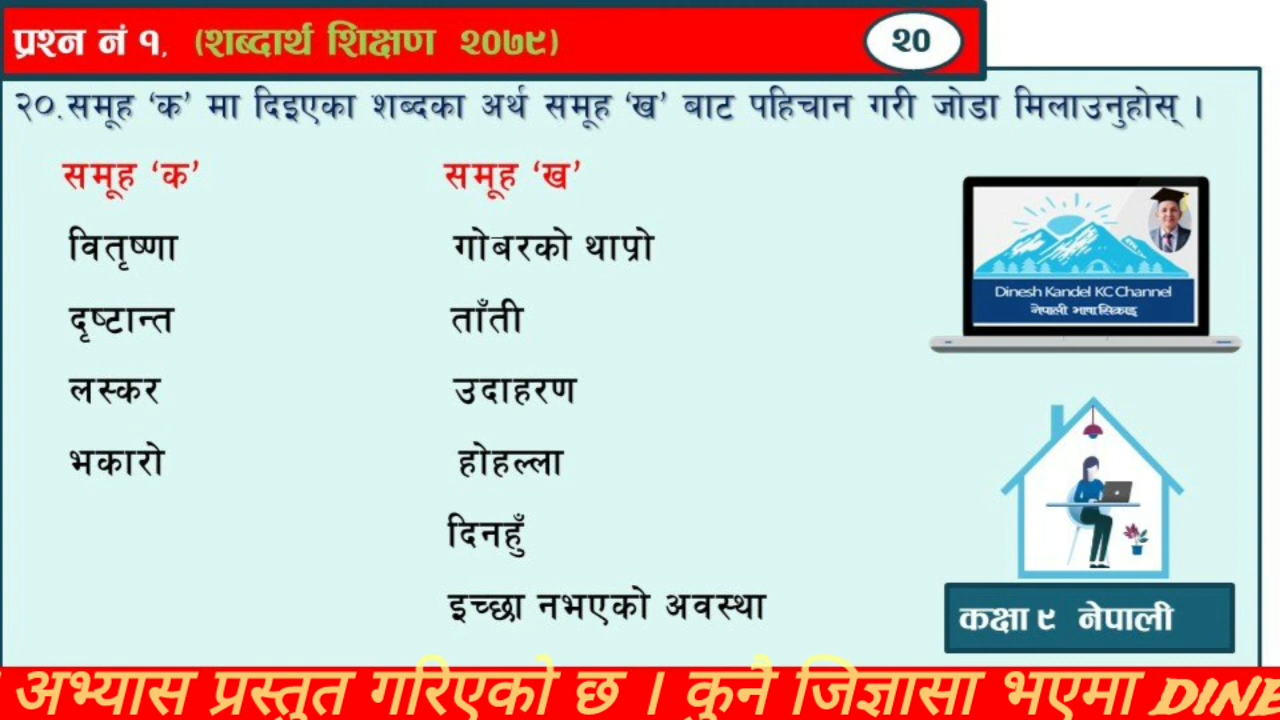 प्रश्न नं १. (शब्दार्थ शिक्षण २०७९)
२०
२०. समूह ‘क’ मा दिइएका शब्दका अर्थ समूह ‘ख’ बाट पहिचान गरी जोडा मिलाउनुहोस् ।
समूह ‘क’ समूह ‘ख’
वितृष्णा गोबरको थाप्रो
दृष्टान्त ताँती
लस्कर उदाहरण
भकारो होहल्ला
दिनहुँ
इच्छा नभएको अवस्था
Dinesh Kandel KC Channel
नेपाली भाषा सिकाइ
कक्षा ९ नेपाली
अभ्यास प्रस्तुत गरिएको छ । कुनै जिज्ञासा भएमा